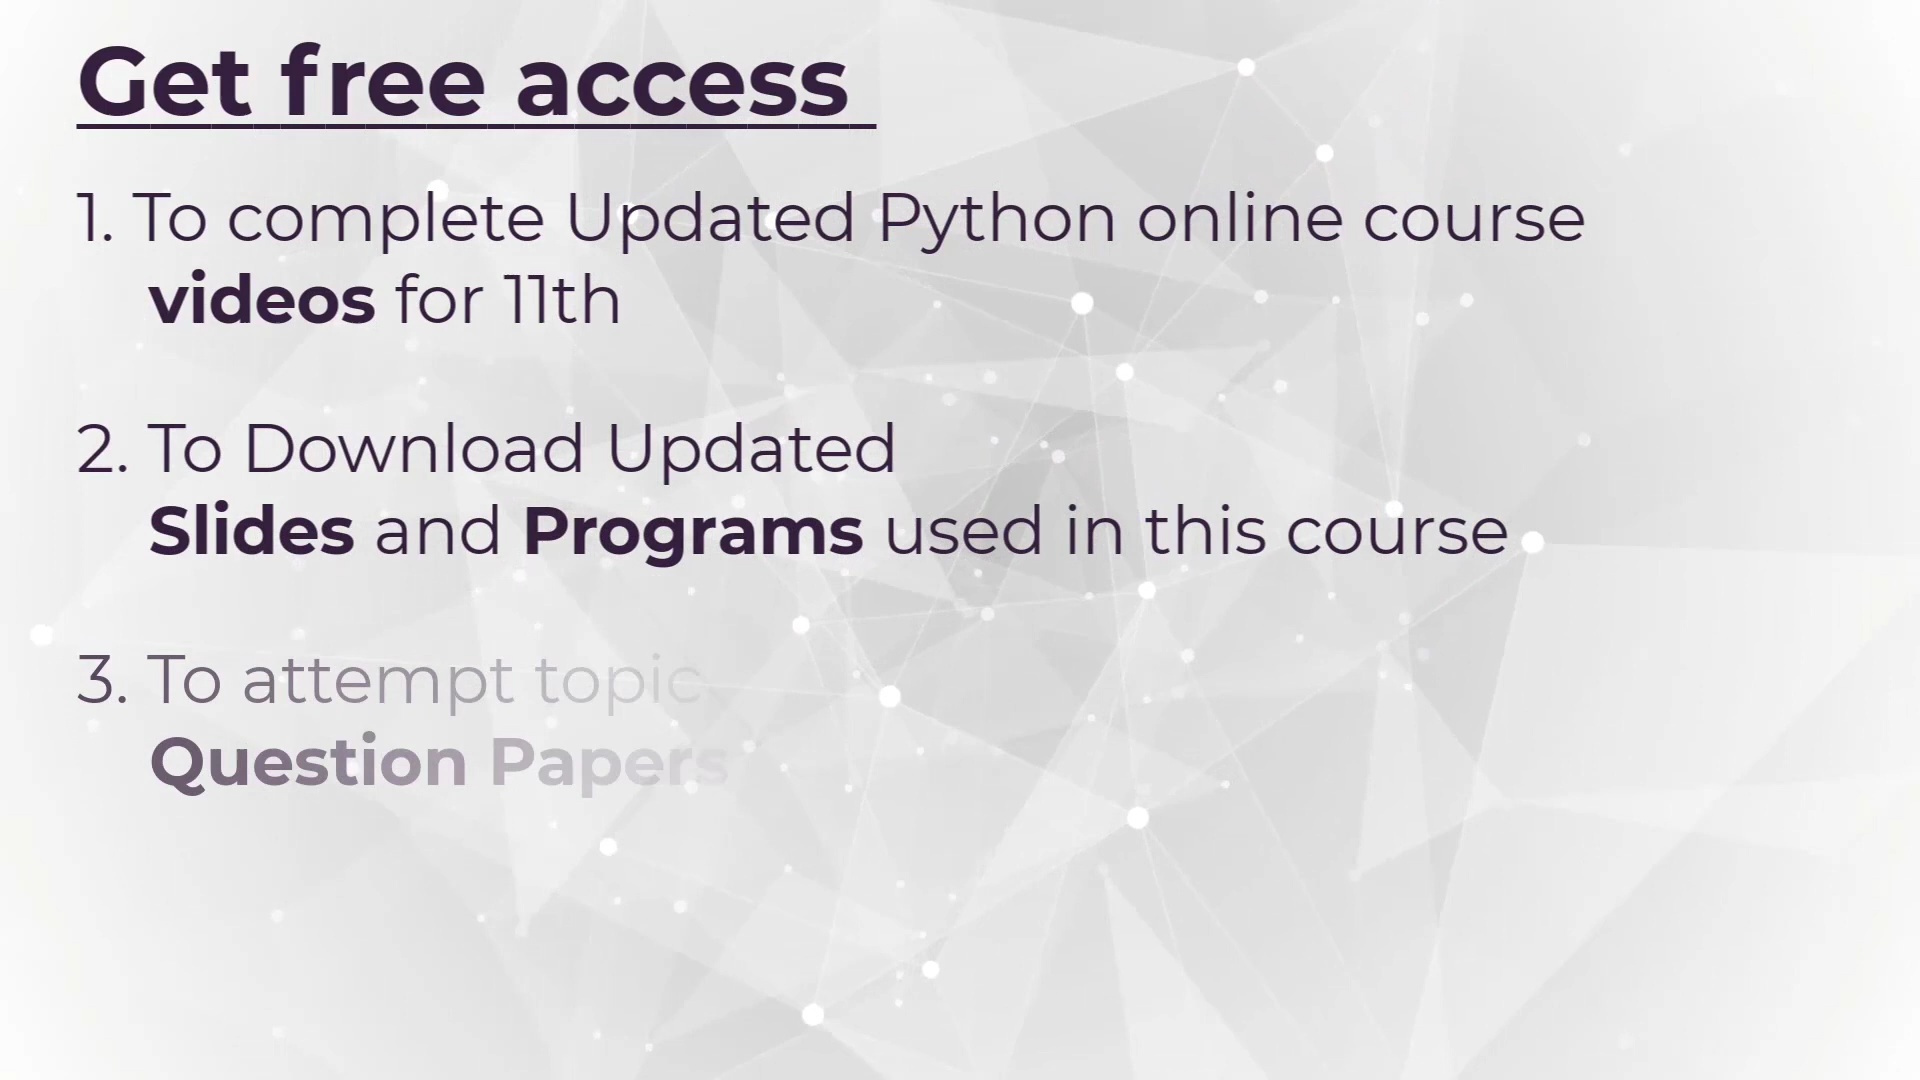 Get free access
1. To complete Updated Python online course
videos for 11th
2. To Download Updated
Slides and Programs used in this course
3. To attempt topic
Question Papers